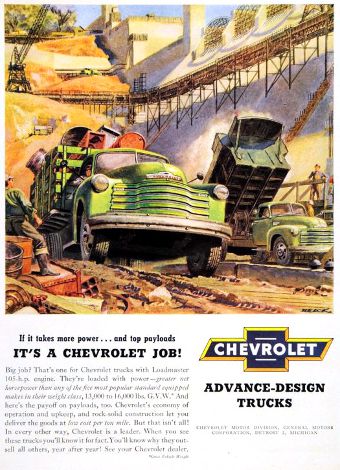 If it takes more power...and top payloads
IT'S A CHEVROLET JOB!
Big job? That's one for Chevrolet trucks with Loadmaster
105-h.p. engine. They're loaded with power—greater net
horsepower than any of the five most popular standard equipped
makes in their weight class, 13,000 to 16,000 lbs. G.V.W.* And
here's the payoff on payloads, too. Chevrolet's economy of
operation and upkeep, and rock-solid construction let you
deliver the goods at low cost per ton mile. But that isn't all!
In every other way, Chevrolet is a leader. When you see
these trucks you'll know it for fact. You'll know why they out-
sell all others, year after year! See your Chevrolet dealer.
*Gross Vehicle Weight
CHEVROLET
ADVANCE-DESIGN
TRUCKS
CHEVROLET MOTOR DIVISION, GENERAL MOTORS
CORPORATION, DETROIT 2, MICHIGAN